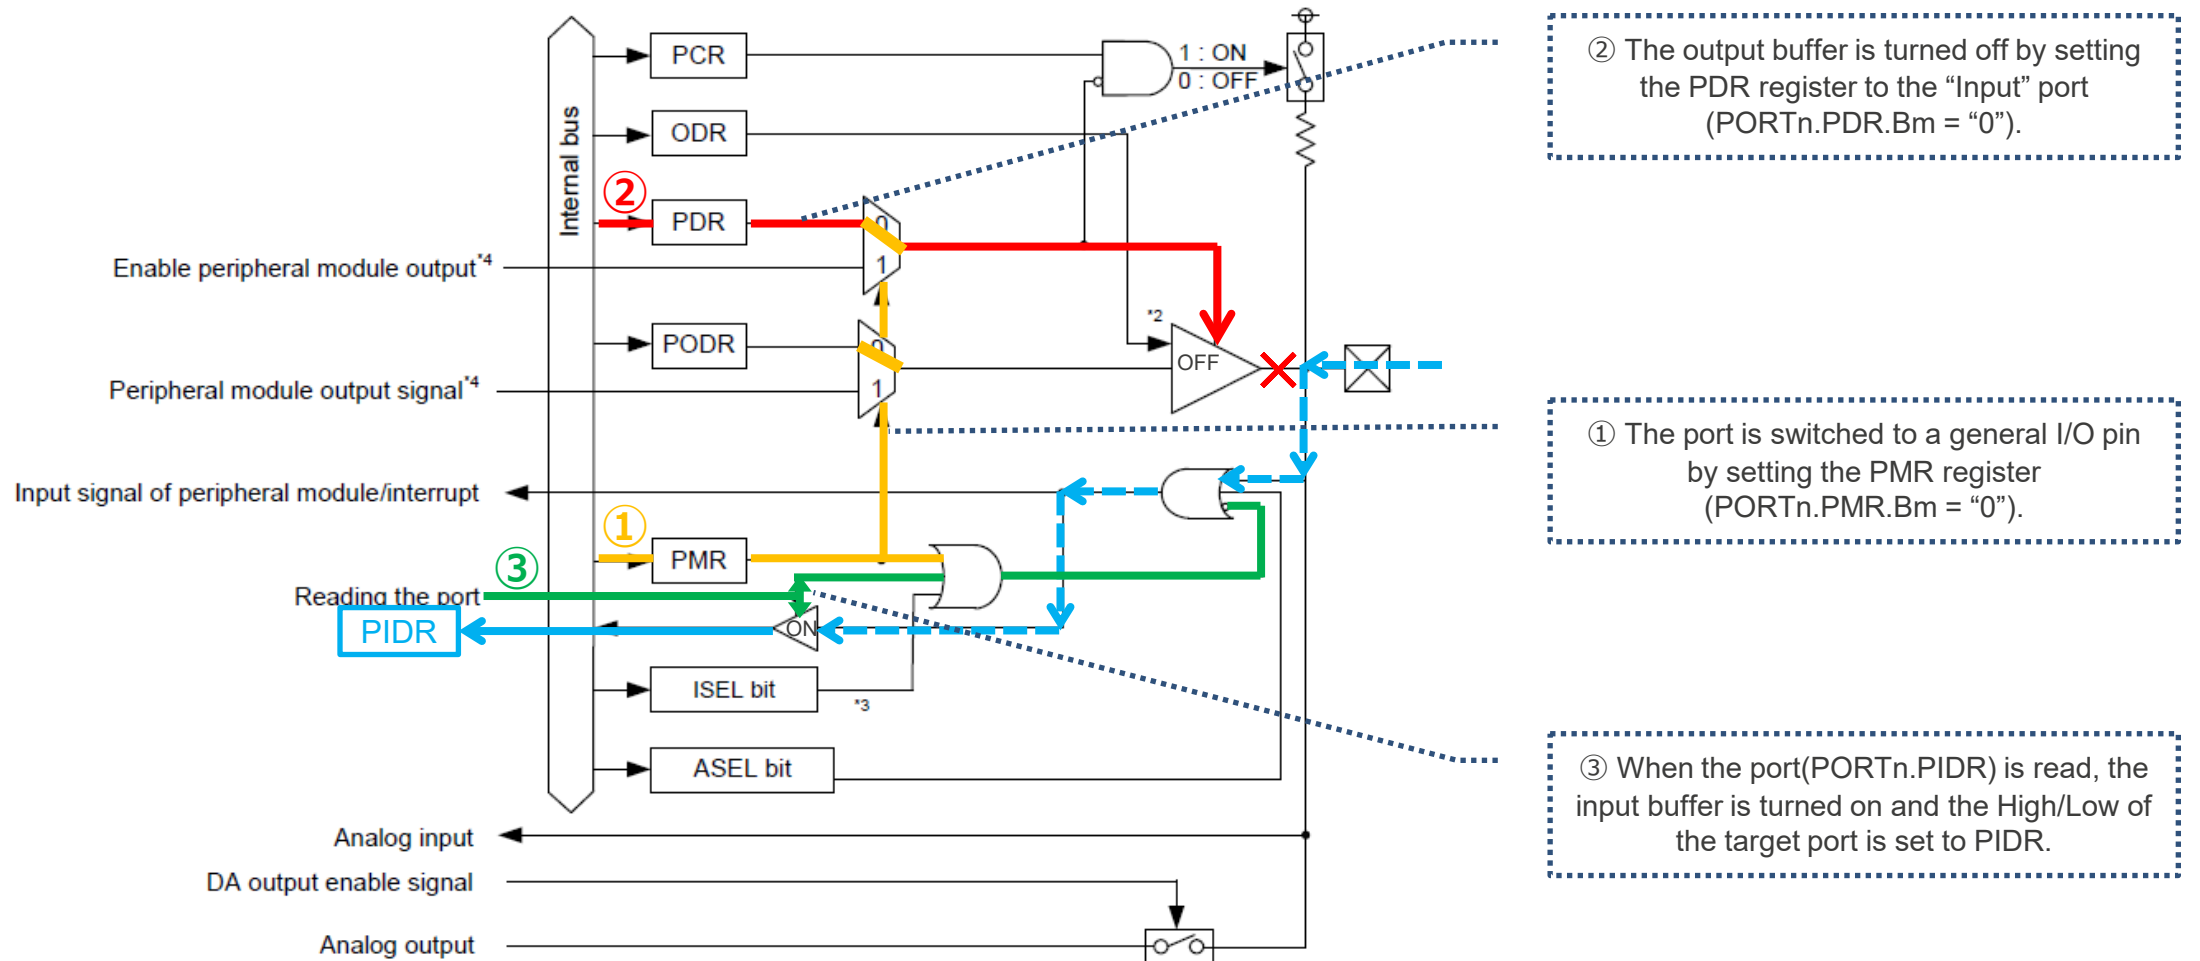 PCR
1 : ON
0 : OFF
② The output buffer is turned off by setting
the PDR register to the “Input” port
(PORTn.PDR.Bm = “0”).
Internal bus
ODR
②
PDR
0
Enable peripheral module output*4
1
*2
PODR
0
OFF
Peripheral module output signal*4
1
① The port is switched to a general I/O pin
by setting the PMR register
(PORTn.PMR.Bm = “0”).
Input signal of peripheral module/interrupt
①
PMR
③
Reading the port
PIDR
ON
ISEL bit
*3
ASEL bit
③ When the port(PORTn.PIDR) is read, the
input buffer is turned on and the High/Low of
the target port is set to PIDR.
Analog input
DA output enable signal
Analog output